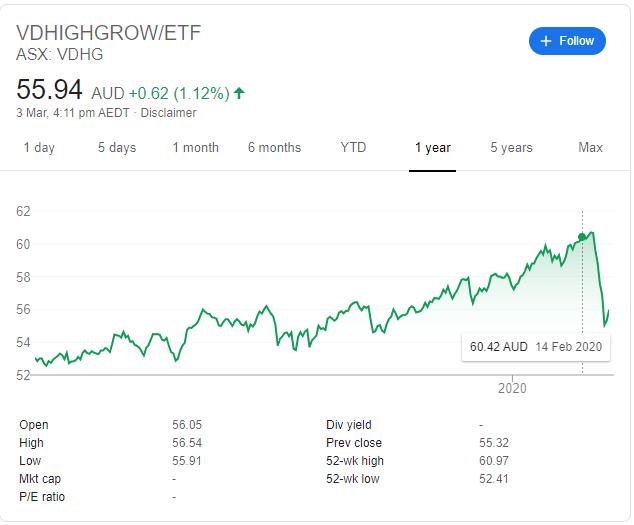 VDHIGHGROW/ETF
ASX: VDHG
+ Follow
55.94 AUD +0.62 (1.12%) ↑
3 Mar, 4:11 pm AEDT · Disclaimer
1 day 5 days 1 month 6 months YTD 1 year 5 years Max
62
60
58
56
54
52
60.42 AUD 14 Feb 2020
2020
Open 56.05 Div yield -
High 56.54 Prev close 55.32
Low 55.91 52-wk high 60.97
Mkt cap - 52-wk low 52.41
P/E ratio -